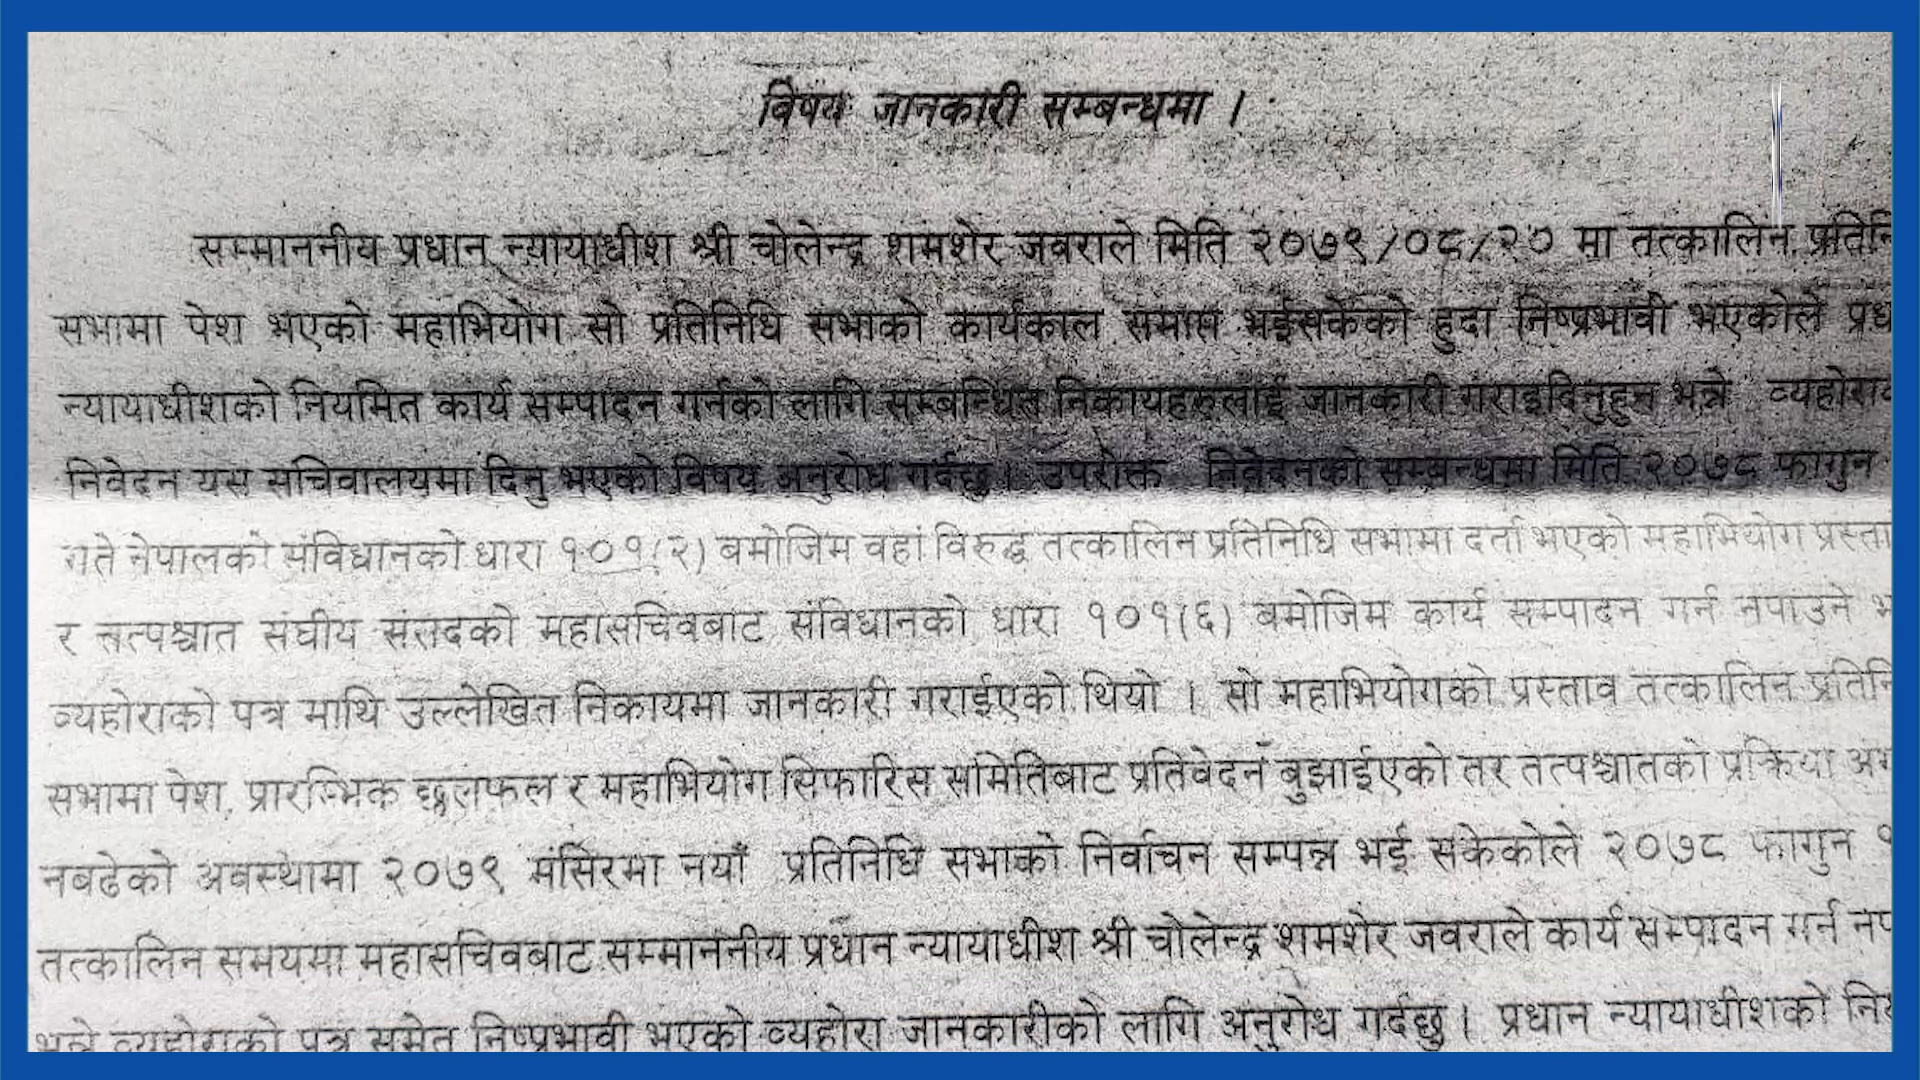 विषय जानकारी सम्बन्धमा ।
सम्माननीय प्रधान न्यायाधीश श्री चोलेन्द्र शमशेर जवराले मिति २०७९/०८/२० मा तत्कालिन प्रतिनि
सभामा पेश भएको महाभियोग सो प्रतिनिधि सभाको कार्यकाल समाप्त भईसकेको हुदा निष्प्रभावी भएकोले प्रध
न्यायाधीशको नियमित कार्य सम्पादन गर्नको लागि सम्बन्धित निकायहरुलाई जानकारी गराइदिनुहुन भन्ने व्यहोरा
निवेदन यस सचिवालयमा दिनु भएको विषय अनुरोध गर्दछु । उपरोक्त निवेदनको सम्बन्धमा मिति २०७८ फागुन
गते नेपालको संविधानको धारा १०१(२) बमोजिम वहां विरुद्ध तत्कालिन प्रतिनिधि सभामा दर्ता भएको महाभियोग प्रस्ता
र तत्पश्चात संघीय संसदको महासचिवबाट संविधानको धारा १०१(६) बमोजिम कार्य सम्पादन गर्न नपाउने भ
व्यहोराको पत्र माथि उल्लेखित निकायमा जानकारी गराईएको थियो । सो महाभियोगको प्रस्ताव तत्कालिन प्रतिनि
सभामा पेश, प्रारम्भिक छलफल र महाभियोग सिफारिस समितिबाट प्रतिवेदन बुझाईएको तर तत्पश्चातको प्रक्रिया अग
नबढेको अवस्थामा २०७९ मंसिरमा नयाँ प्रतिनिधि सभाको निर्वाचन सम्पन्न भई सकेकोले २०७८ फागुन १
तत्कालिन समयमा महासचिवबाट सम्माननीय प्रधान न्यायाधीश श्री चोलेन्द्र शमशेर जवराले कार्य सम्पादन गर्न नप
भन्ने व्यहोराको पत्र समेत निष्प्रभावी भएको व्यहोरा जानकारीको लागि अनुरोध गर्दछु । प्रधान न्यायाधीशको नि